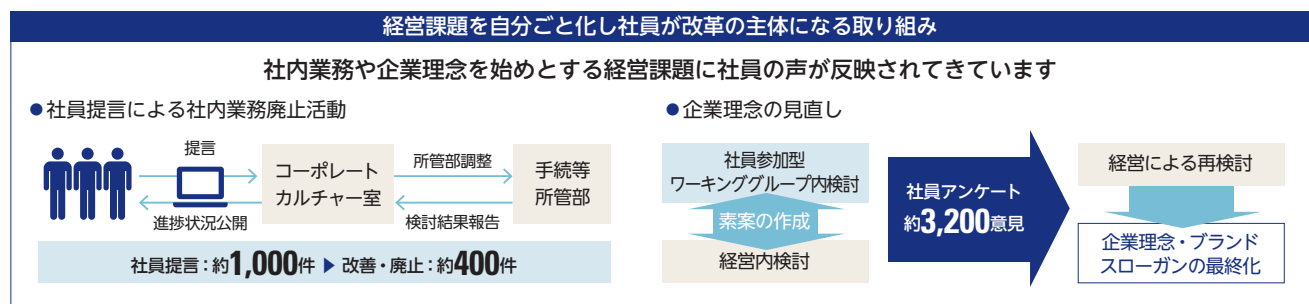 経営課題を自分ごと化し社員が改革の主体になる取り組み
社内業務や企業理念を始めとする経営課題に社員の声が反映されてきています
●社員提言による社内業務廃止活動
提言
進捗状況公開
コーポレート
カルチャー室
所管部調整
検討結果報告
手続等
所管部
社員提言：約1,000件 ▶ 改善・廃止：約400件
●企業理念の見直し
社員参加型
ワーキンググループ内検討
素案の作成
経営内検討
社員アンケート
約3,200意見
経営による再検討
企業理念・ブランド
スローガンの最終化